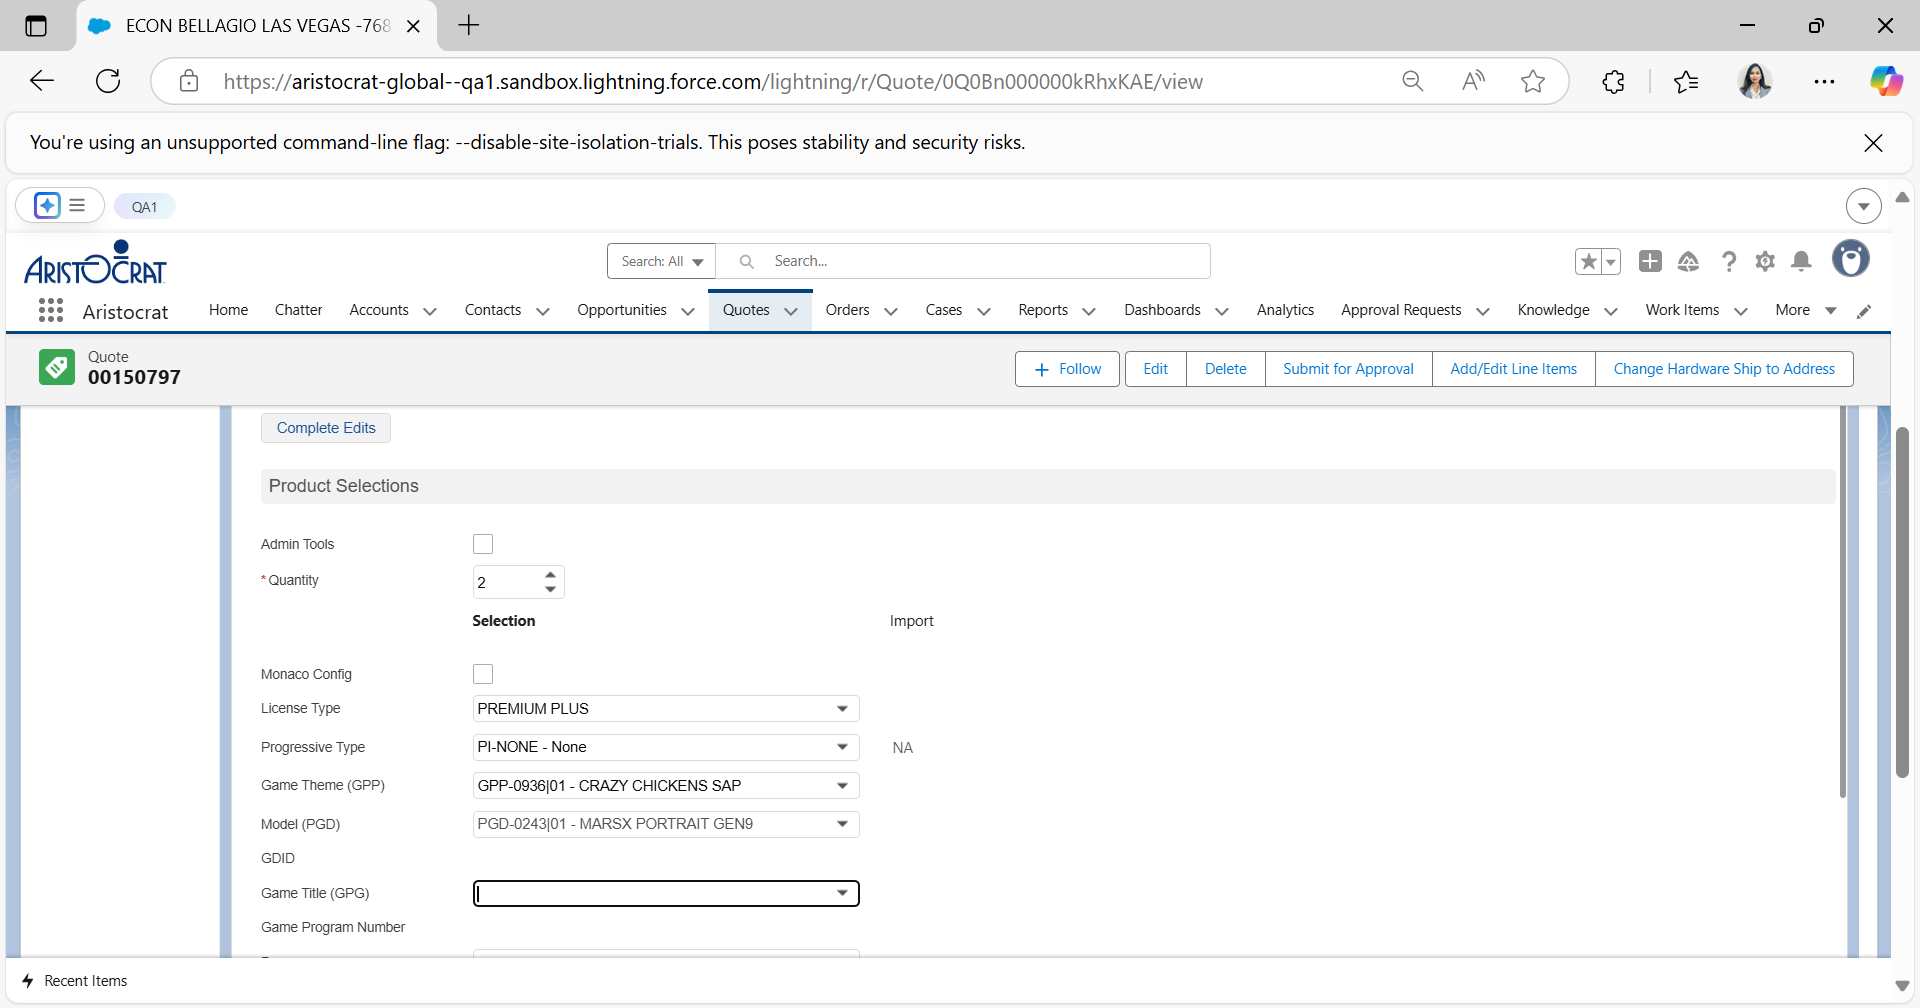 ECON BELLAGIO LAS VEGAS -768
https://aristocrat-global--qa1.sandbox.lightning.force.com/lightning/r/Quote/0Q0Bn000000kRhxKAE/view
You're using an unsupported command-line flag: --disable-site-isolation-trials. This poses stability and security risks.
QA1
ARISTOCRAT
Search: All
Search...
Aristocrat
Home
Chatter
Accounts
Contacts
Opportunities
Quotes
Orders
Cases
Reports
Dashboards
Analytics
Approval Requests
Knowledge
Work Items
More
Quote
00150797
Follow
Edit
Delete
Submit for Approval
Add/Edit Line Items
Change Hardware Ship to Address
Complete Edits
Product Selections
Admin Tools
*Quantity
2
Selection
Import
Monaco Config
License Type
PREMIUM PLUS
Progressive Type
PI-NONE - None
NA
Game Theme (GPP)
GPP-0936|01 - CRAZY CHICKENS SAP
Model (PGD)
PGD-0243|01 - MARSX PORTRAIT GEN9
GDID
Game Title (GPG)
Game Program Number
Recent Items